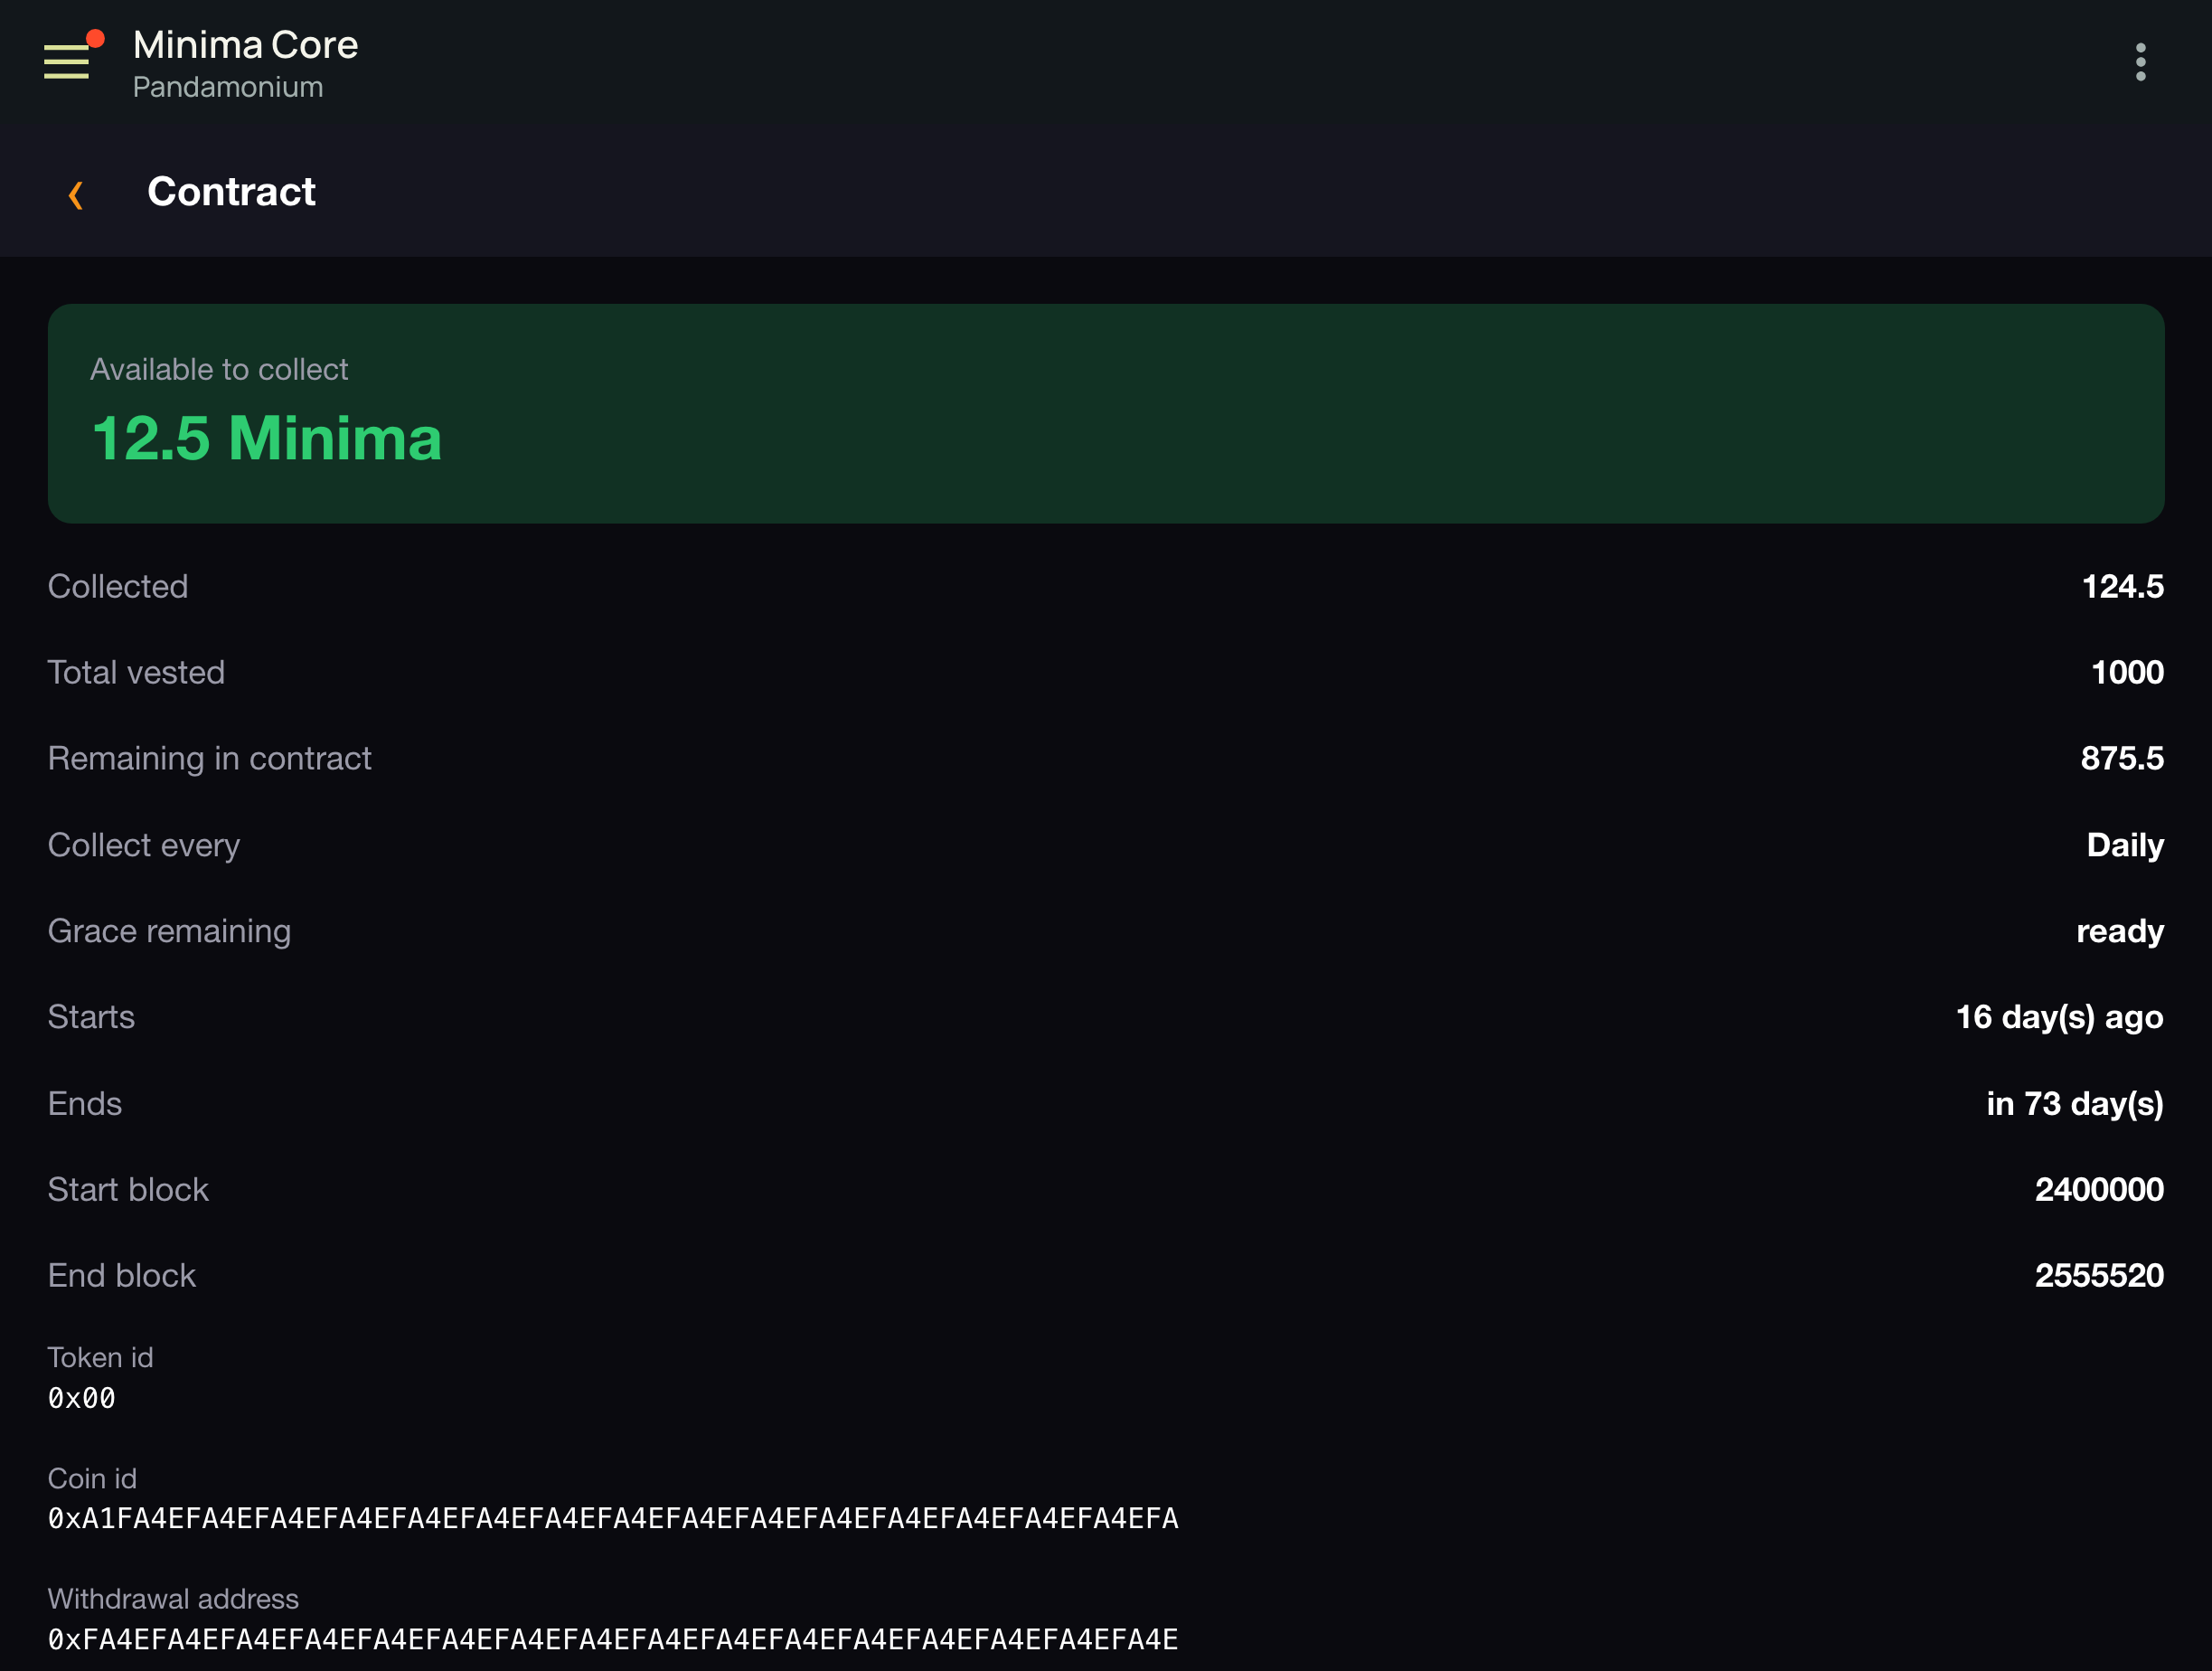 Minima Core
Pandamonium
Contract
Available to collect
12.5 Minima
Collected 124.5
Total vested 1000
Remaining in contract 875.5
Collect every Daily
Grace remaining ready
Starts 16 day(s) ago
Ends in 73 day(s)
Start block 2400000
End block 2555520
Token id
0x00
Coin id
0xA1FA4EFA4EFA4EFA4EFA4EFA4EFA4EFA4EFA4EFA4EFA4EFA4EFA4EFA4EFA4EFA
Withdrawal address
0xFA4EFA4EFA4EFA4EFA4EFA4EFA4EFA4EFA4EFA4EFA4EFA4EFA4EFA4EFA4EFA4E